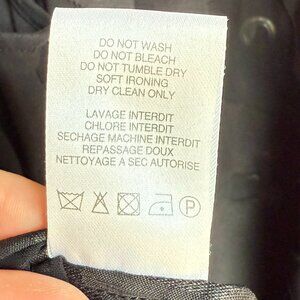 DO NOT WASH
DO NOT BLEACH
DO NOT TUMBLE DRY
SOFT IRONING
DRY CLEAN ONLY
LAVAGE INTERDIT
CHLORE INTERDIT
SECHAGE MACHINE INTERDIT
REPASSAGE DOUX
NETTOYAGE A SEC AUTORISE
P